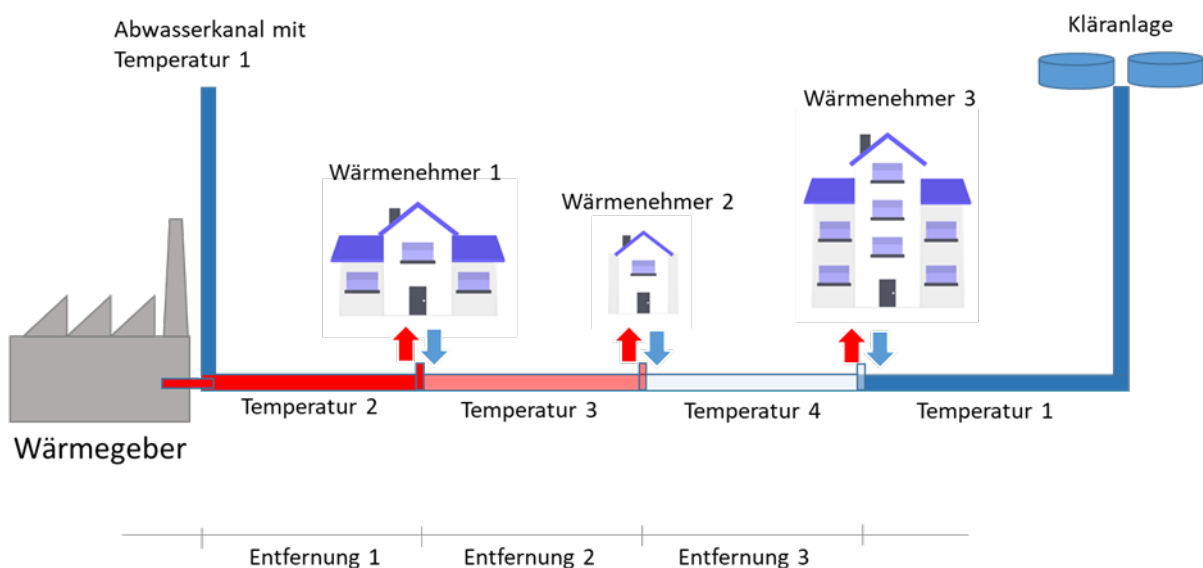 Abwasserkanal mit
Temperatur 1
Kläranlage
Wärmenehmer 3
Wärmenehmer 1
Wärmenehmer 2
Temperatur 2
Temperatur 3
Temperatur 4
Temperatur 1
Wärmegeber
Entfernung 1
Entfernung 2
Entfernung 3